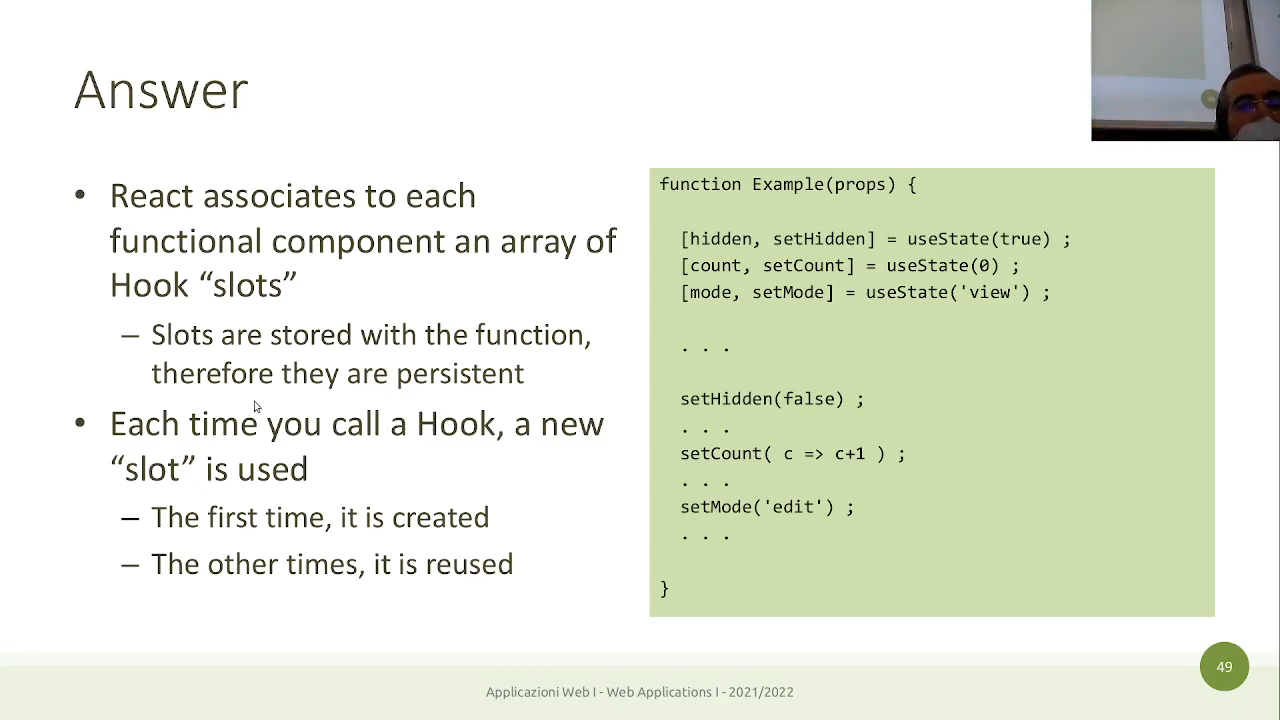 Answer
• React associates to each
functional component an array of
Hook “slots”
– Slots are stored with the function,
therefore they are persistent
• Each time you call a Hook, a new
“slot” is used
– The first time, it is created
– The other times, it is reused
function Example(props) {
[hidden, setHidden] = useState(true) ;
[count, setCount] = useState(0) ;
[mode, setMode] = useState('view') ;
. . .
setHidden(false) ;
. . .
setCount( c => c+1 ) ;
. . .
setMode('edit') ;
. . .
}
Applicazioni Web I - Web Applications I - 2021/2022
49